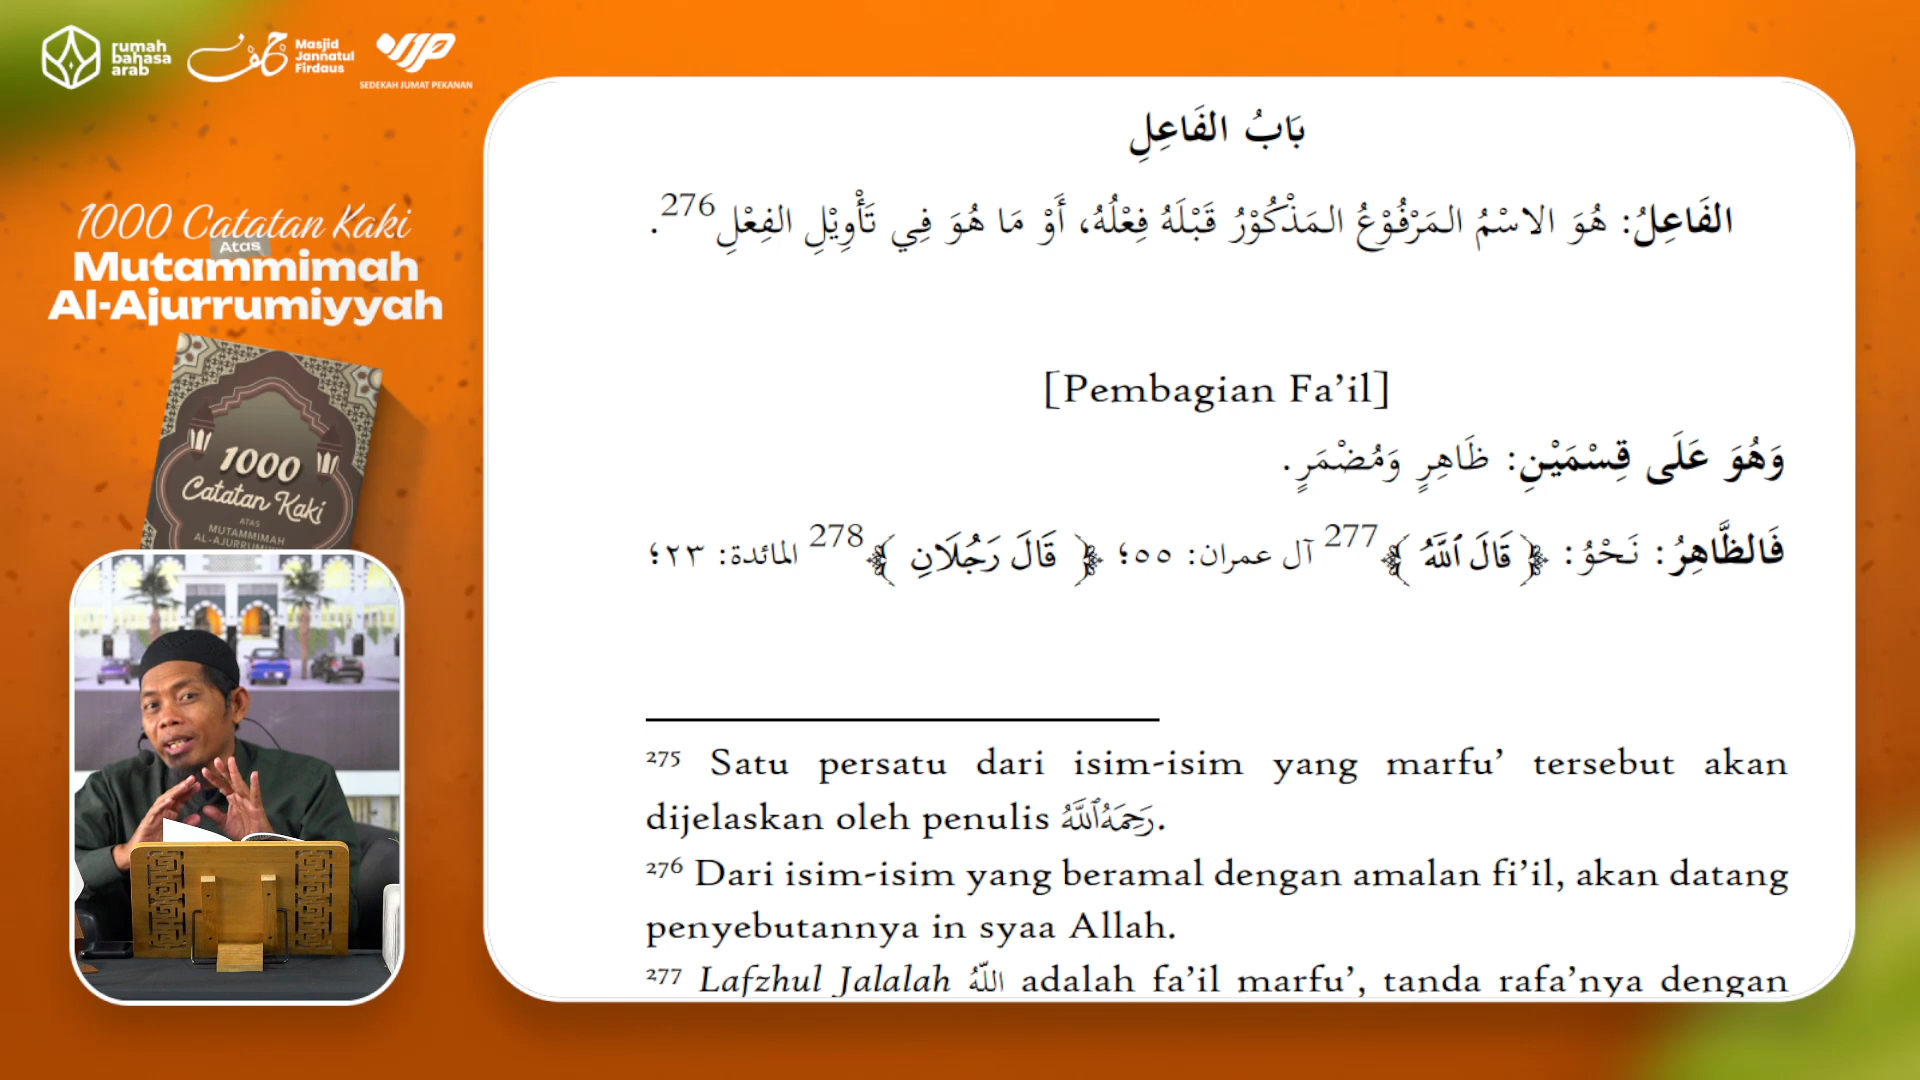 rumah
bahasa
arab
Masjid
Jannatul
Firdaus
VJP
SEDEKAH JUMAT PEKANAN
1000 Catatan Kaki
Atas
Mutammimah
Al-Ajurrumiyyah
1000
Catatan Kaki
ATAS
MUTAMMIMAH
بَابُ الفَاعِلِ
الفَاعِلُ: هُوَ الاسْمُ المَرْفُوْعُ المَذْكُوْرُ قَبْلَهُ فِعْلُهُ، أَوْ مَا هُوَ فِي تَأْوِيْلِ الفِعْلِ276.
[Pembagian Fa’il]
وَهُوَ عَلَى قِسْمَيْنِ: ظَاهِرٍ وَمُضْمَرٍ.
فَالظَّاهِرُ: نَحْوُ: ﴿ قَالَ ٱللَّهُ ﴾277 آل عمران: ٥٥؛ ﴿ قَالَ رَجُلَانِ ﴾278 المائدة: ٢٣؛
275 Satu persatu dari isim-isim yang marfu’ tersebut akan
dijelaskan oleh penulis رَحِمَهُ ٱللَّهُ.
276 Dari isim-isim yang beramal dengan amalan fi’il, akan datang
penyebutannya in syaa Allah.
277 Lafzhul Jalalah اللّٰهُ adalah fa’il marfu’, tanda rafa’nya dengan